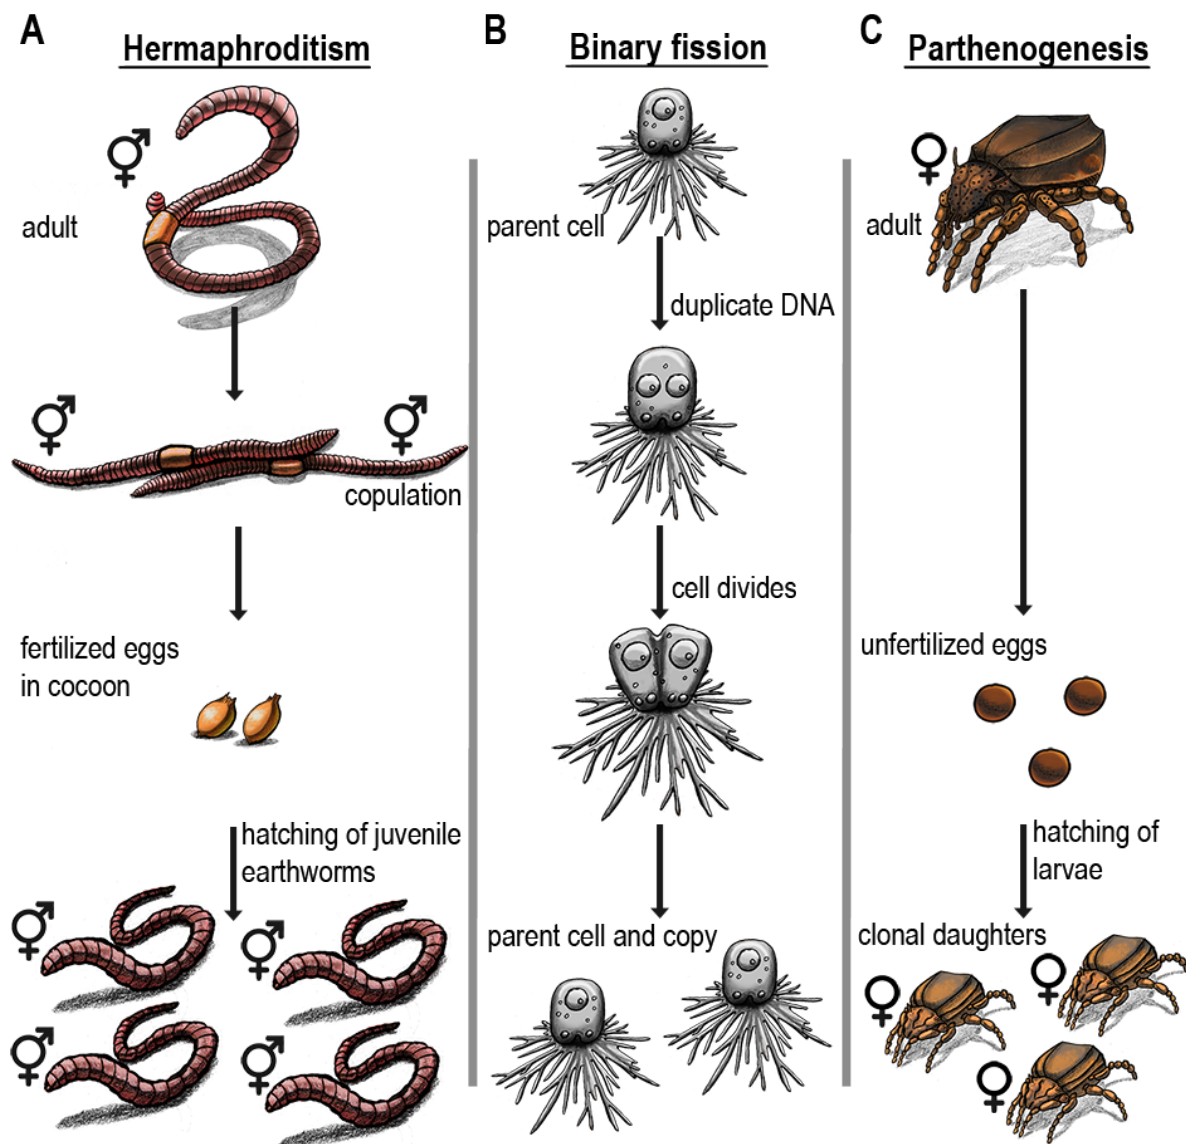 A
Hermaphroditism
adult
copulation
fertilized eggs
in cocoon
hatching of juvenile
earthworms
B
Binary fission
parent cell
duplicate DNA
cell divides
parent cell and copy
C
Parthenogenesis
adult
unfertilized eggs
hatching of
larvae
clonal daughters